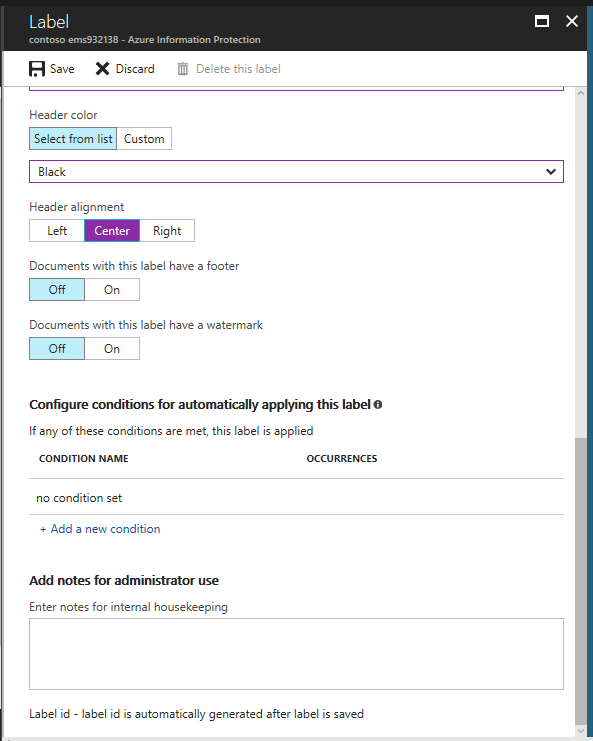 Label
contoso ems932138 - Azure Information Protection
Save Discard Delete this label
Header color
Select from list Custom
Black
Header alignment
Left Center Right
Documents with this label have a footer
Off On
Documents with this label have a watermark
Off On
Configure conditions for automatically applying this label
If any of these conditions are met, this label is applied
CONDITION NAME OCCURRENCES
no condition set
+ Add a new condition
Add notes for administrator use
Enter notes for internal housekeeping
Label id - label id is automatically generated after label is saved